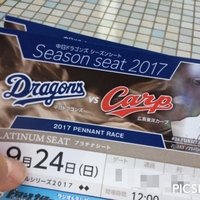 中日ドラゴンズ シーズンシート
Season seat 2017
Dragons vs Carp
広島東洋カープ
2017 PENNANT RACE
PLATINUM SEAT プラチナシート
9月24日(日)
シリーズ2017
12:00
PICS